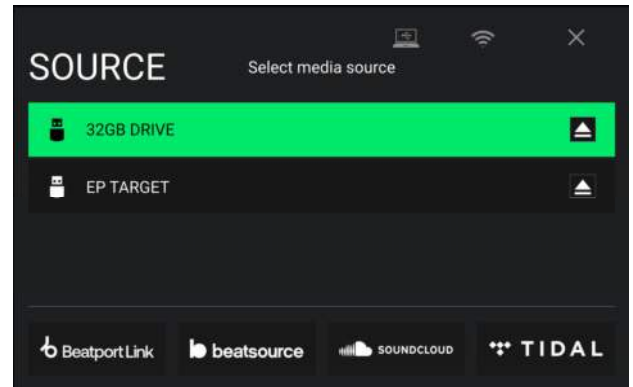 SOURCE
Select media source
32GB DRIVE
EP TARGET
Beatport Link
beatsource
SOUNDCLOUD
TIDAL